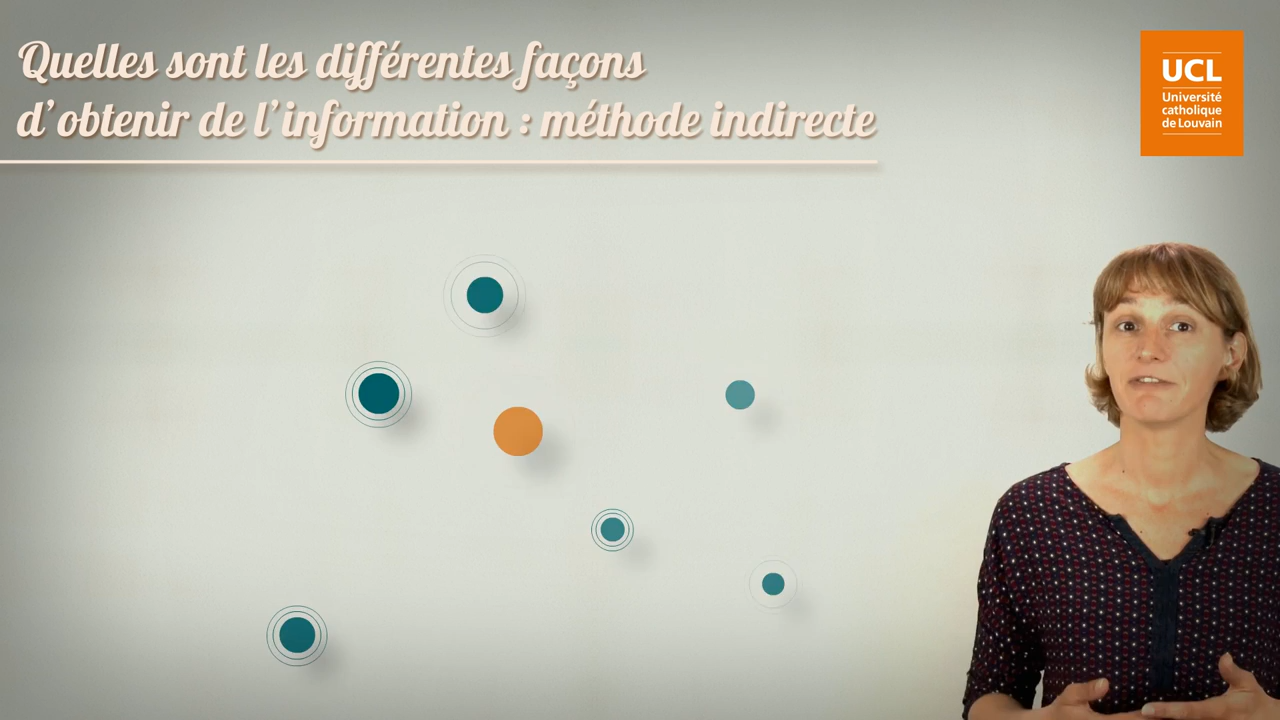 Quelles sont les différentes façons
d'obtenir de l'information : méthode indirecte
UCL
Université
catholique
de Louvain